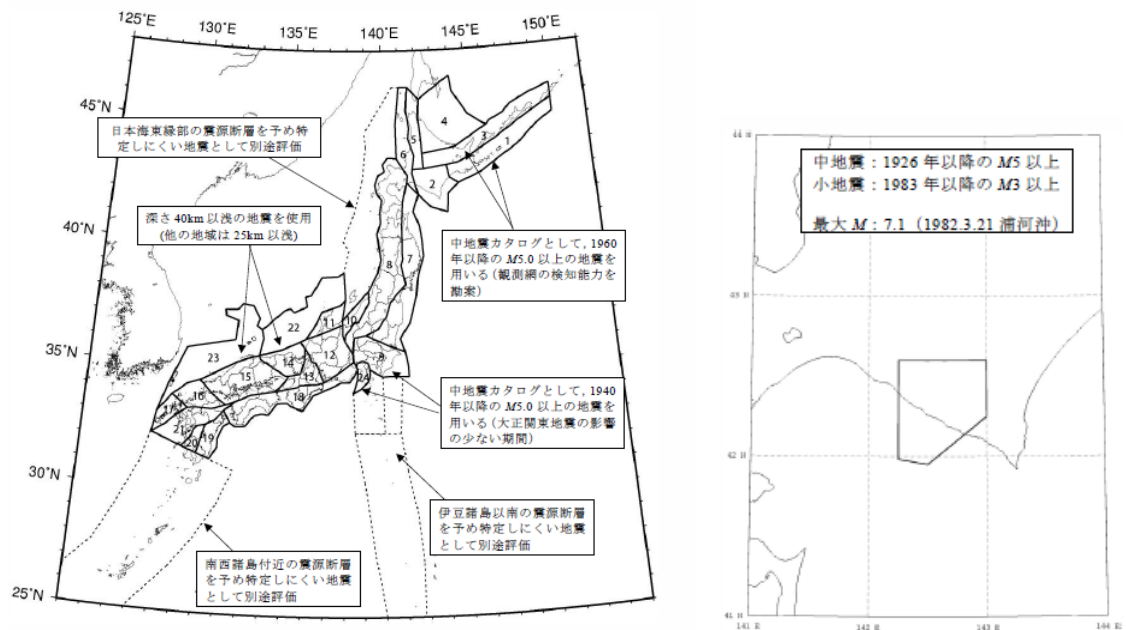 125°E
130°E
135°E
140°E
145°E
150°E
45°N
40°N
35°N
30°N
25°N
日本海東縁部の震源断層を予め特
定しにくい地震として別途評価
深さ 40km 以浅の地震を使用
(他の地域は 25km 以浅)
中地震カタログとして, 1960
年以降の M5.0 以上の地震を
用いる(観測網の検知能力を
勘案)
中地震カタログとして, 1940
年以降の M5.0 以上の地震を
用いる(大正関東地震の影響
の少ない期間)
伊豆諸島以南の震源断層
を予め特定しにくい地震
として別途評価
南西諸島付近の震源断層
を予め特定しにくい地震
として別途評価
4
5
3
1
6
2
8
7
22
11
10
23
12
9
14
15
13
24
16
18
17
21
20
19
中地震:1926 年以降の M5 以上
小地震:1983 年以降の M3 以上
最大 M:7.1(1982.3.21 浦河沖)
44 N
43 N
42 N
41 N
141 E
142 E
143 E
144 E